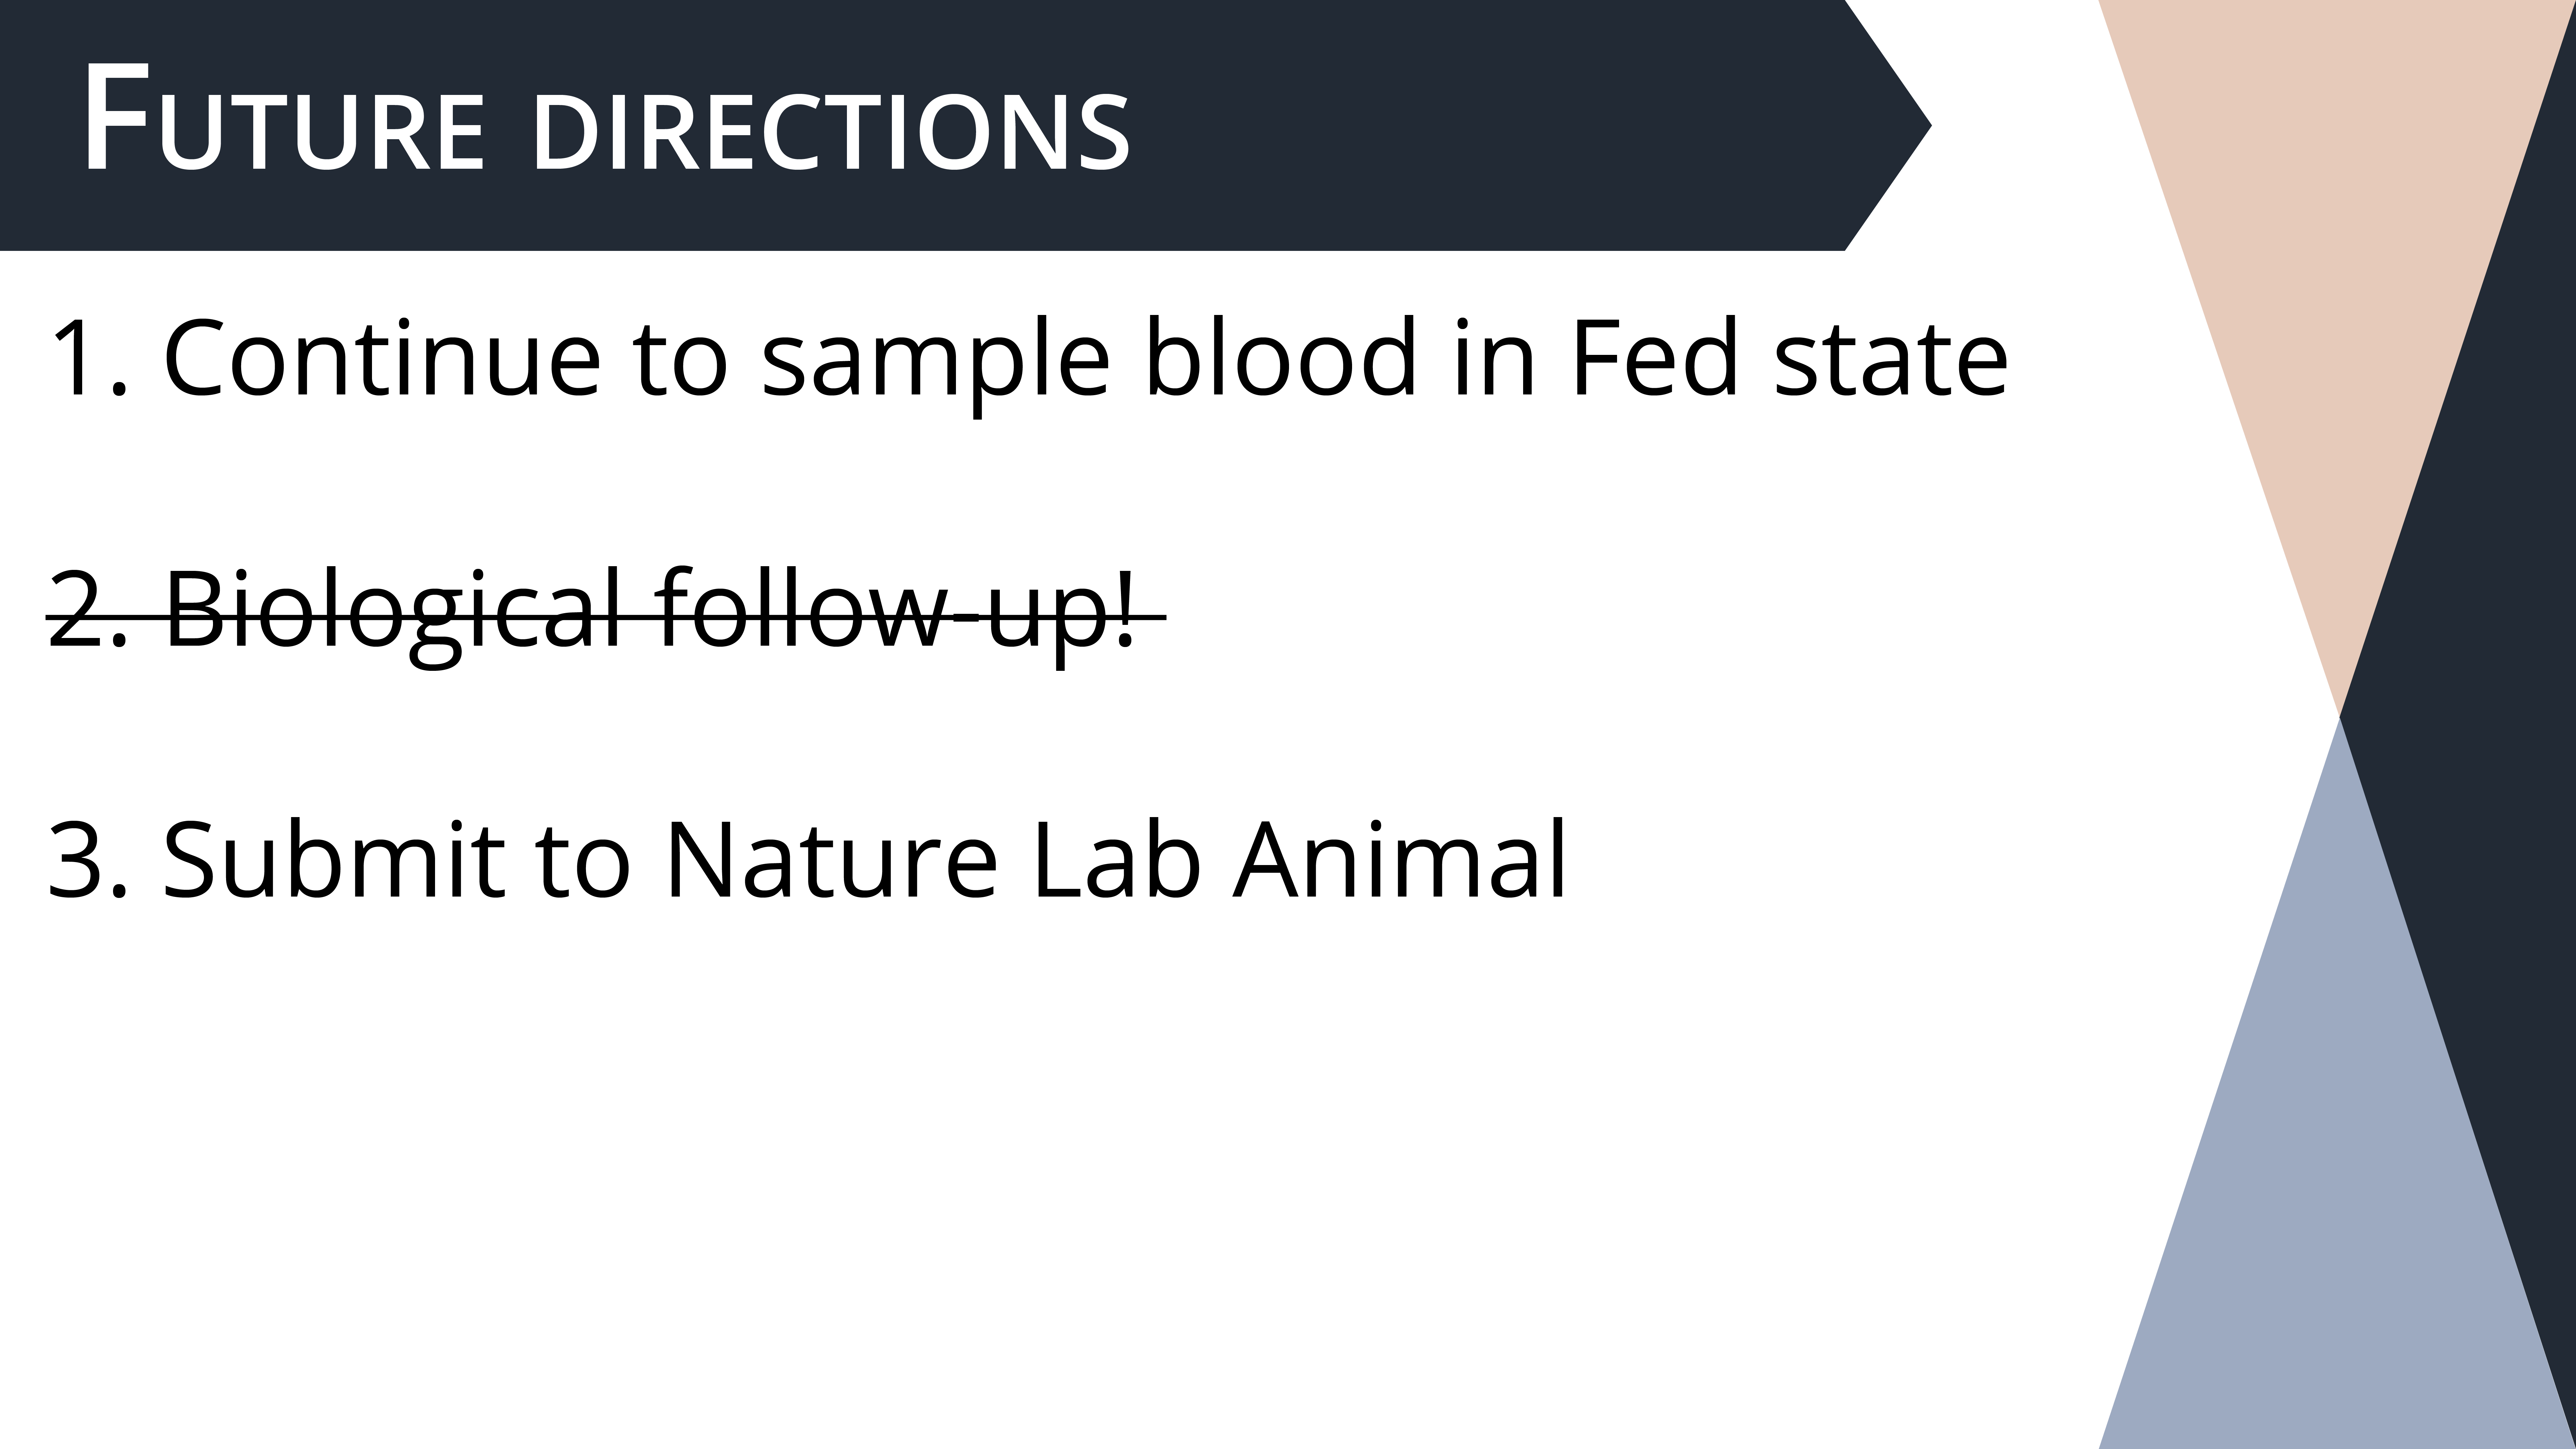 Future directions
1. Continue to sample blood in Fed state
2. Biological follow-up!
3. Submit to Nature Lab Animal